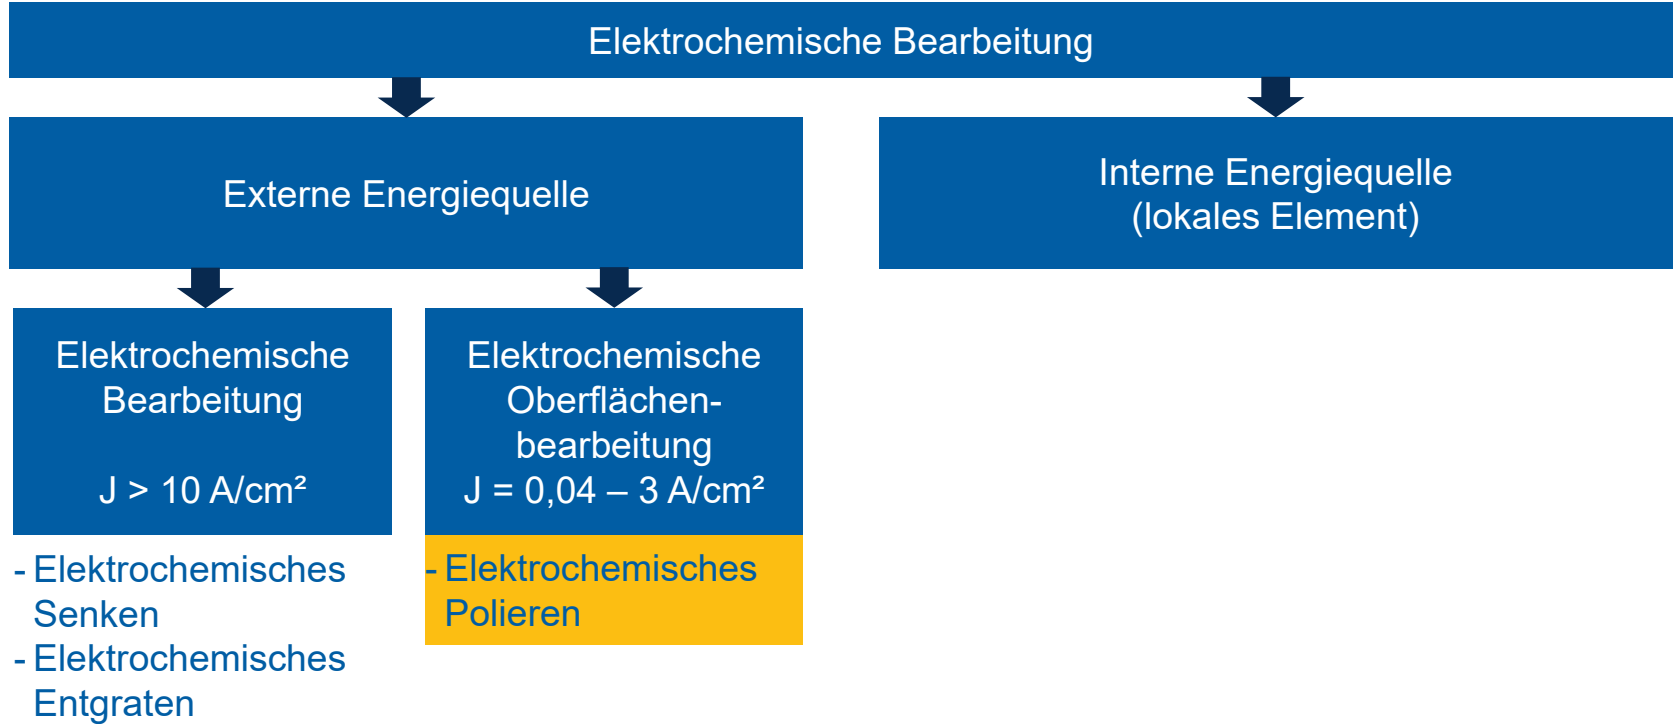 Elektrochemische Bearbeitung
Externe Energiequelle
Interne Energiequelle
(lokales Element)
Elektrochemische
Bearbeitung
J > 10 A/cm²
Elektrochemische
Oberflächen-
bearbeitung
J = 0,04 – 3 A/cm²
- Elektrochemisches
Senken
- Elektrochemisches
Entgraten
- Elektrochemisches
Polieren